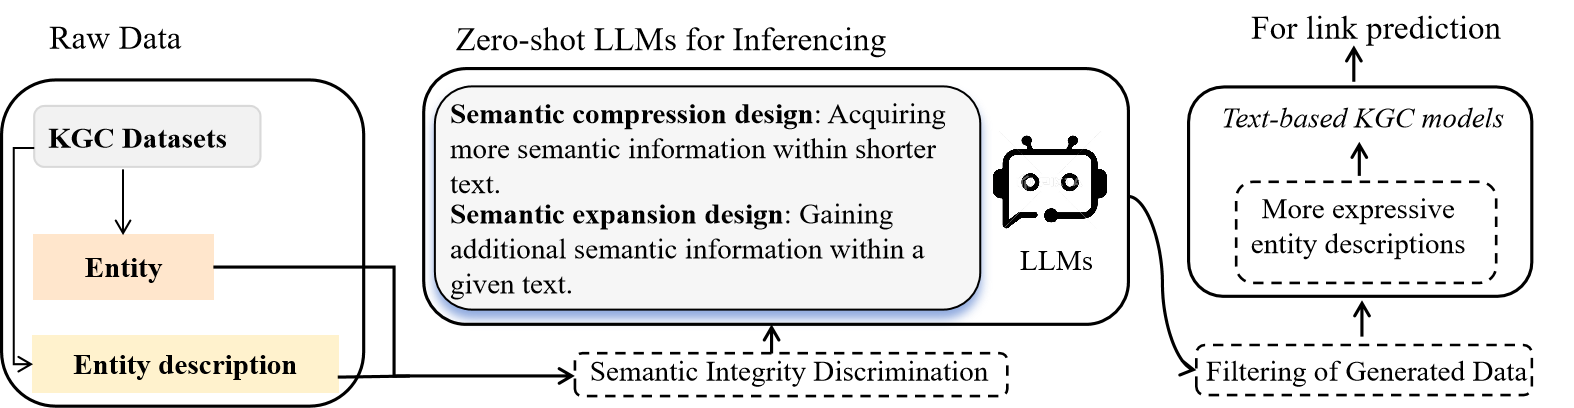 Raw Data
KGC Datasets
Entity
Entity description
Zero-shot LLMs for Inferencing
Semantic compression design: Acquiring
more semantic information within shorter
text.
Semantic expansion design: Gaining
additional semantic information within a
given text.
LLMs
Semantic Integrity Discrimination
For link prediction
Text-based KGC models
More expressive
entity descriptions
Filtering of Generated Data